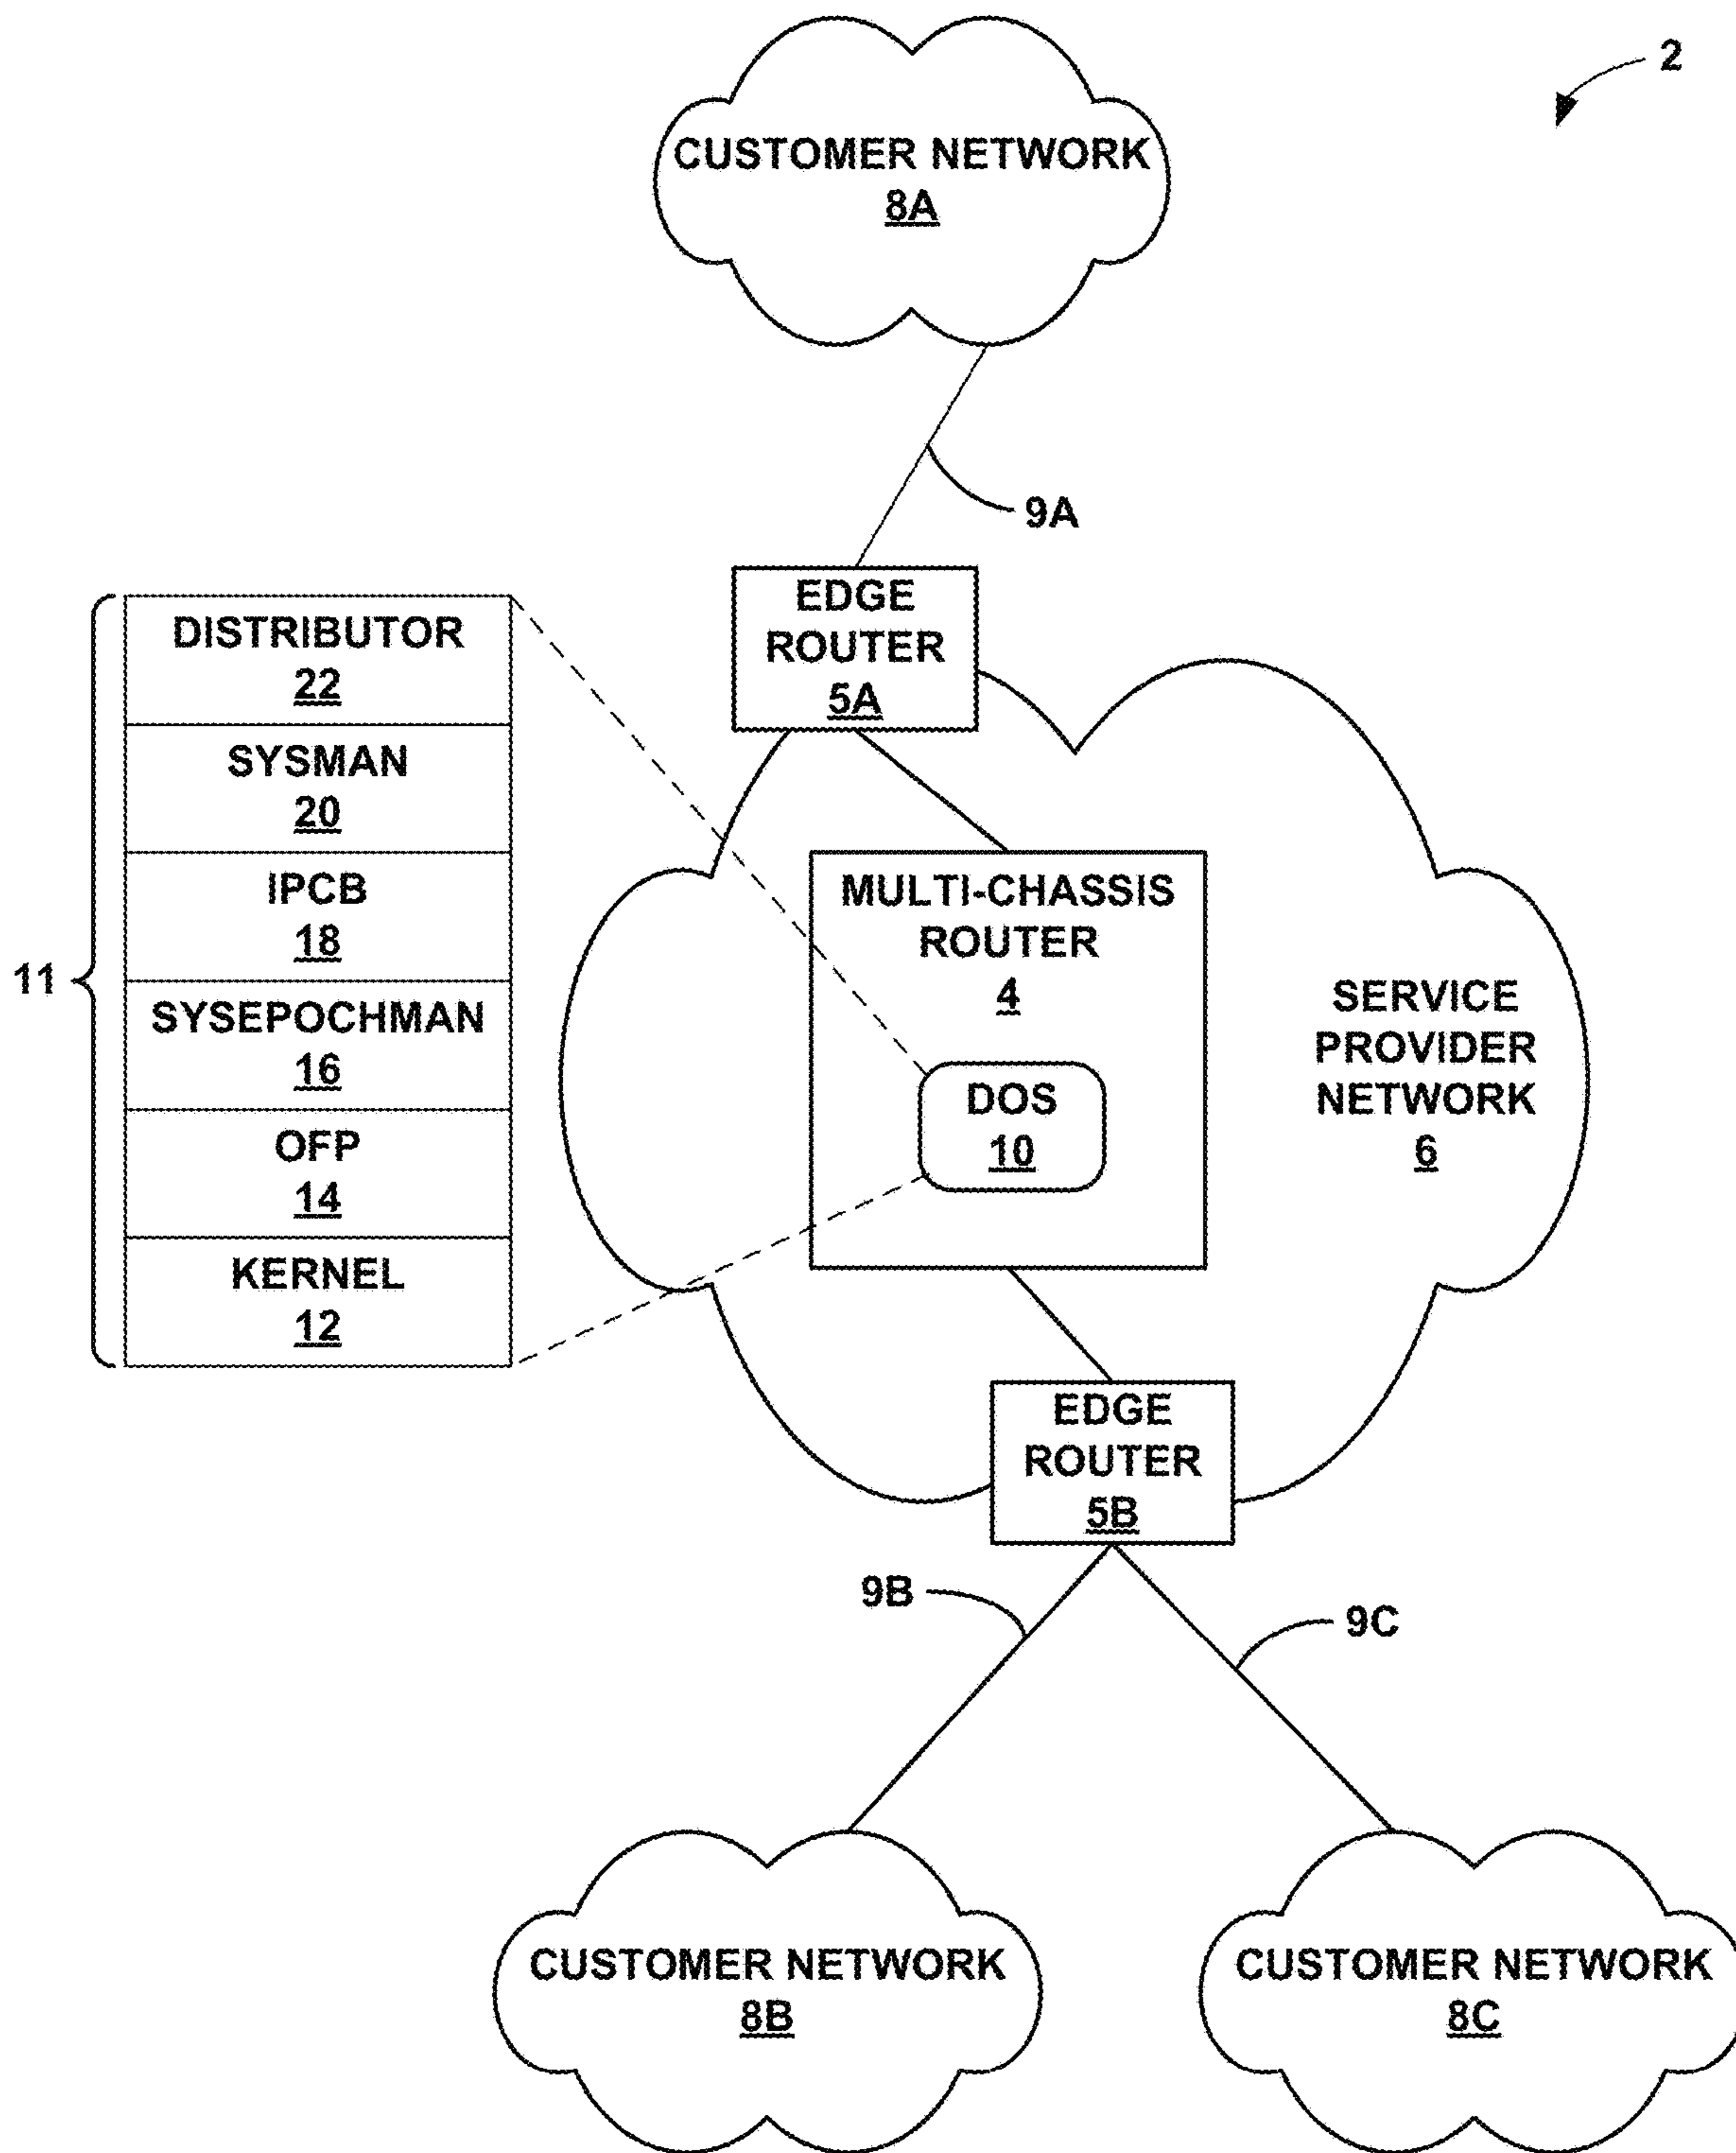 2
CUSTOMER NETWORK
8A
9A
EDGE
ROUTER
5A
DISTRIBUTOR
22
SYSMAN
20
IPCB
18
11
SYSEPOCHMAN
16
OFP
14
KERNEL
12
MULTI-CHASSIS
ROUTER
4
DOS
10
SERVICE
PROVIDER
NETWORK
6
EDGE
ROUTER
5B
9B
9C
CUSTOMER NETWORK
8B
CUSTOMER NETWORK
8C